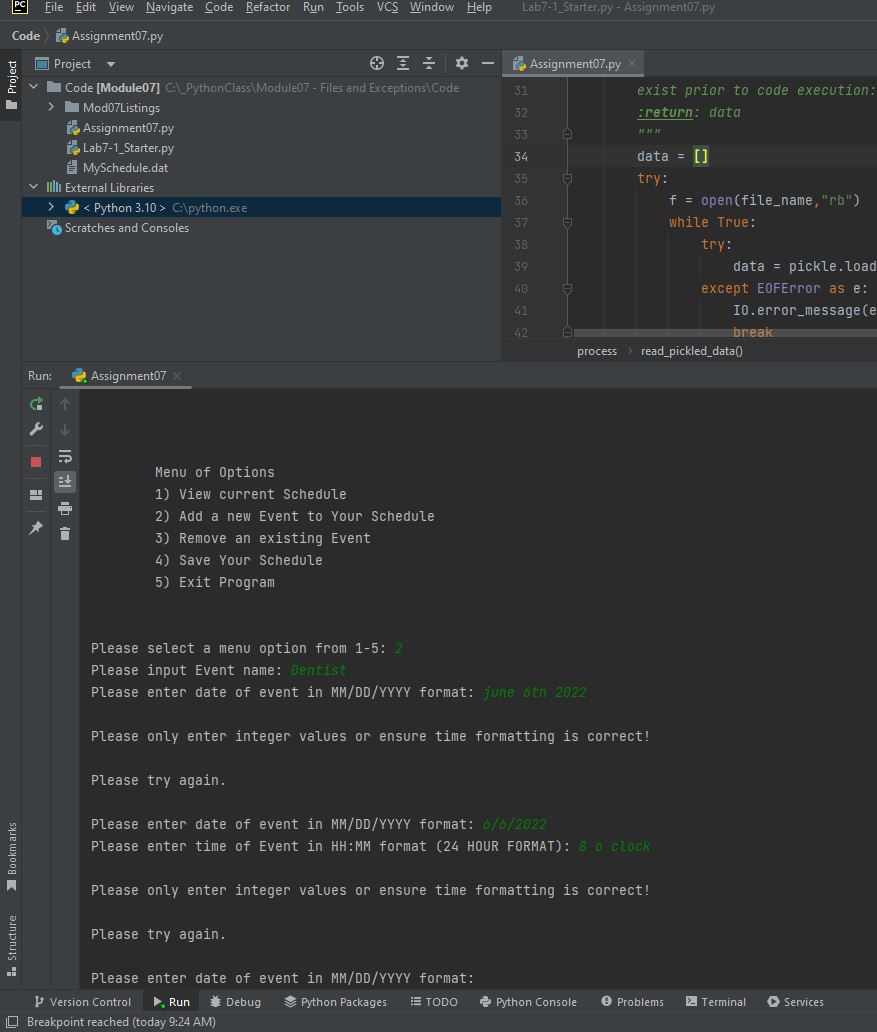 PC File Edit View Navigate Code Refactor Run Tools VCS Window Help Lab7-1_Starter.py - Assignment07.py
Code Assignment07.py
Project
Project
Code [Module07] C:\_PythonClass\Module07 - Files and Exceptions\Code
Mod07Listings
Assignment07.py
Lab7-1_Starter.py
MySchedule.dat
External Libraries
< Python 3.10 > C:\python.exe
Scratches and Consoles
Assignment07.py
31 exist prior to code execution:
32 :return: data
33 """
34 data = []
35 try:
36 f = open(file_name,"rb")
37 while True:
38 try:
39 data = pickle.load
40 except EOFError as e:
41 IO.error_message(e
42 break
process read_pickled_data()
Run: Assignment07
Menu of Options
1) View current Schedule
2) Add a new Event to Your Schedule
3) Remove an existing Event
4) Save Your Schedule
5) Exit Program
Please select a menu option from 1-5: 2
Please input Event name: Dentist
Please enter date of event in MM/DD/YYYY format: june 6th 2022
Please only enter integer values or ensure time formatting is correct!
Please try again.
Please enter date of event in MM/DD/YYYY format: 6/6/2022
Please enter time of Event in HH:MM format (24 HOUR FORMAT): 8 o clock
Please only enter integer values or ensure time formatting is correct!
Please try again.
Please enter date of event in MM/DD/YYYY format:
Bookmarks
Structure
Version Control Run Debug Python Packages TODO Python Console Problems Terminal Services
Breakpoint reached (today 9:24 AM)